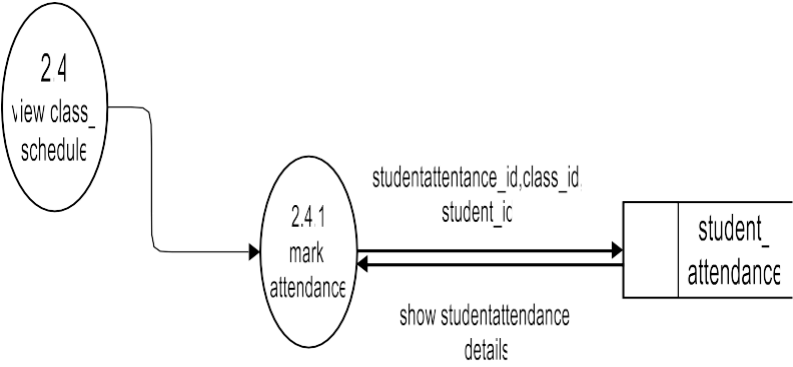 2.4
view class_
schedule
2.4.1
mark
attendance
studentattentance_id,class_id
student_id
student_
attendance
show studentattendance
details